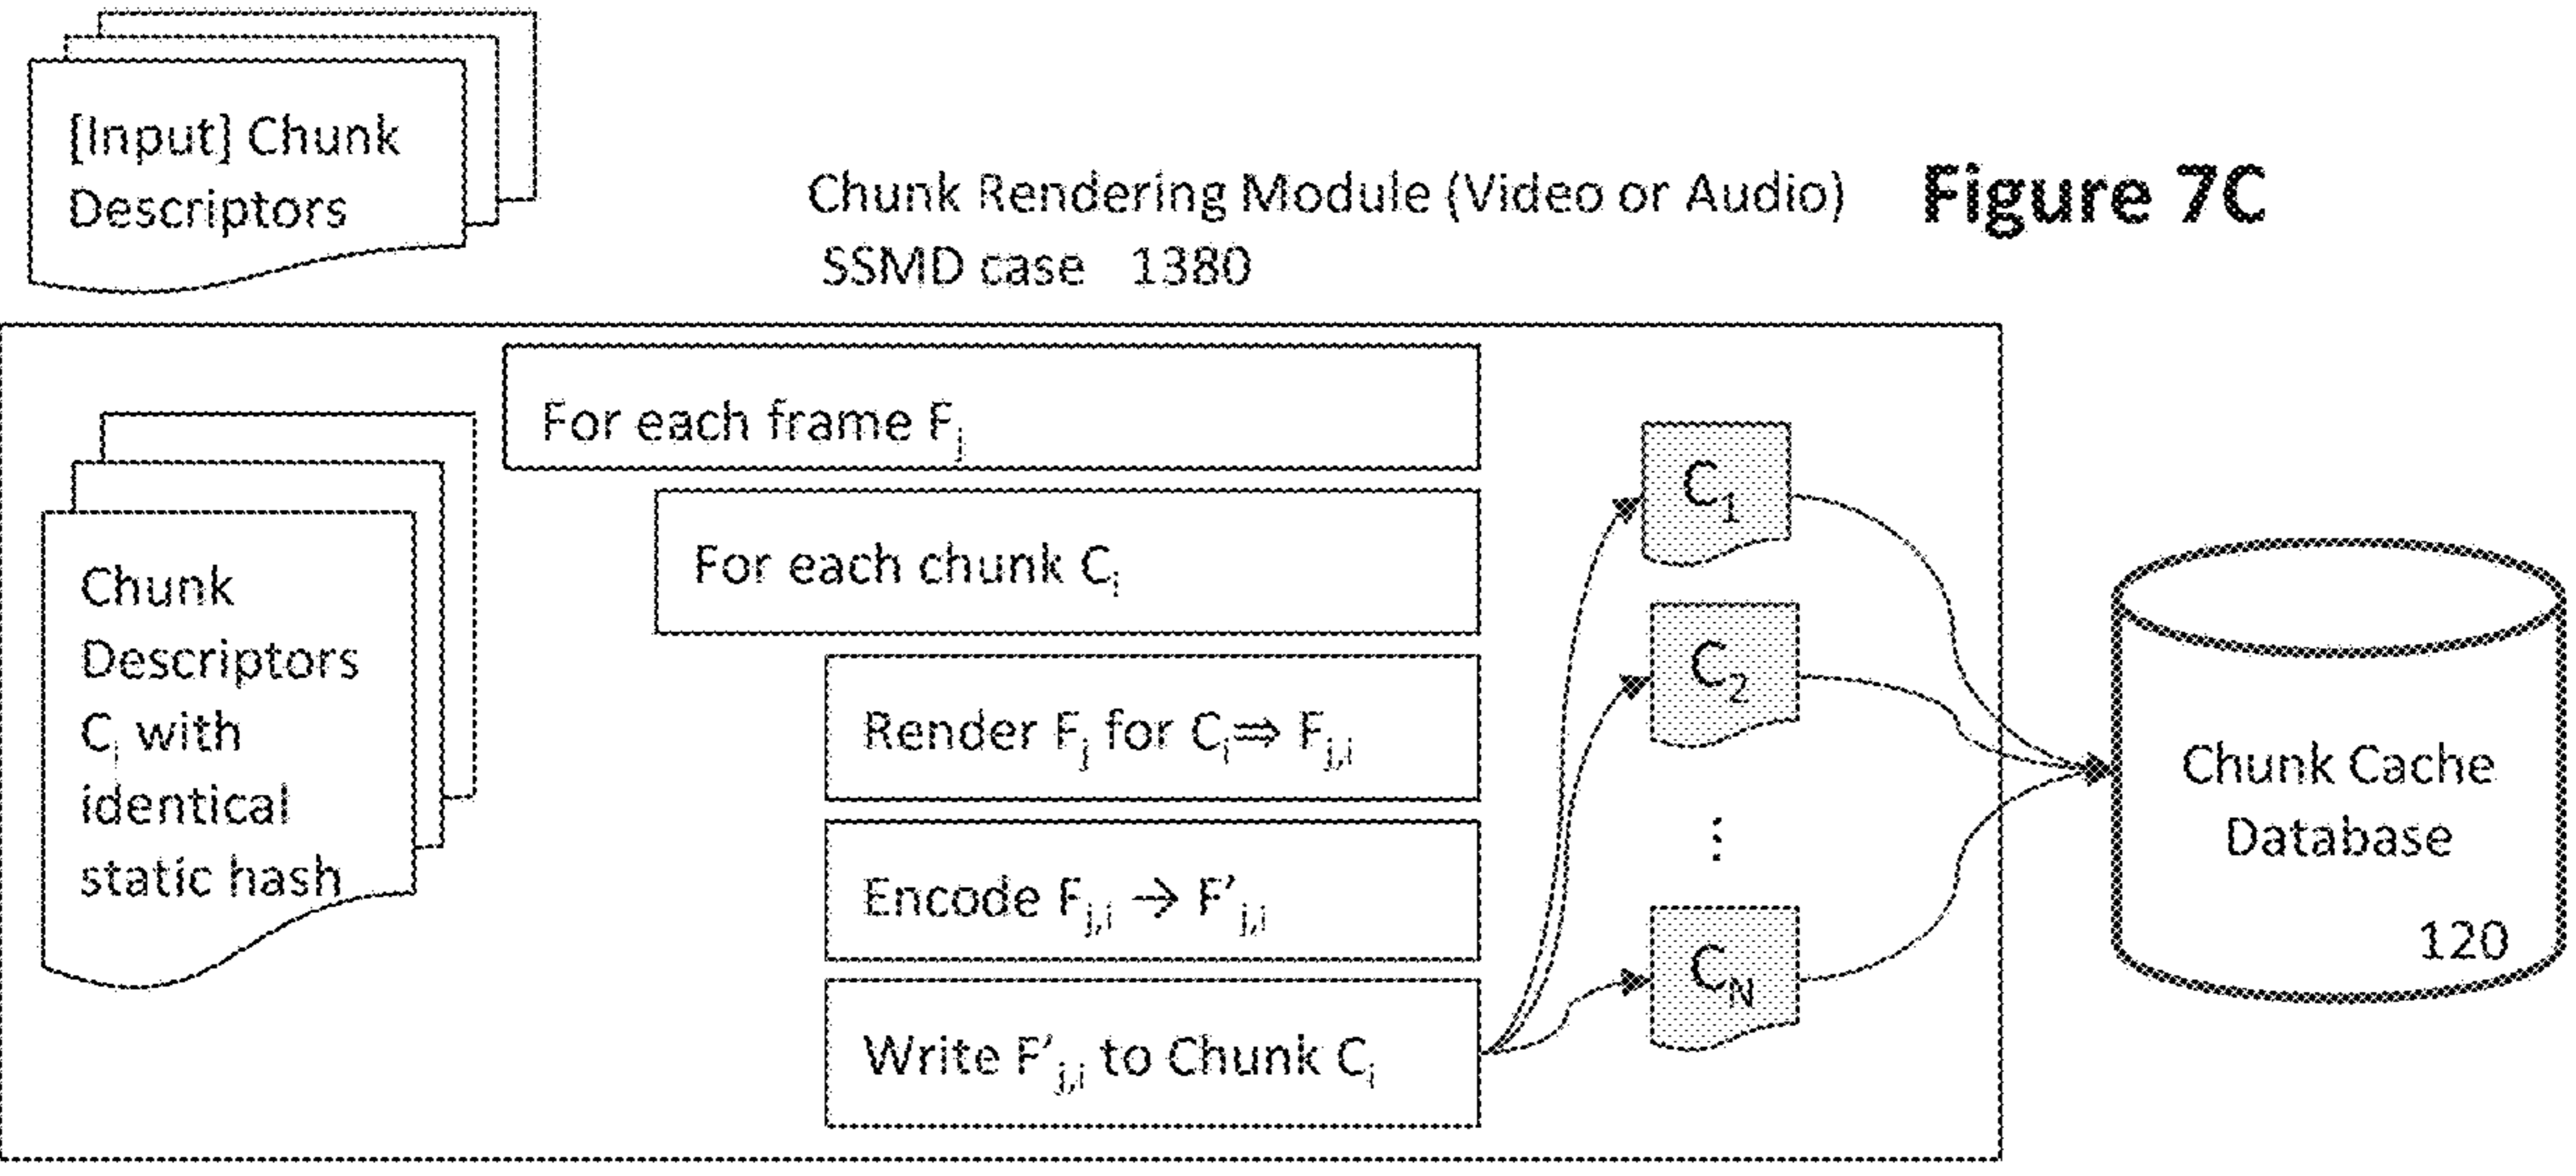 [Input] Chunk
Descriptors
Chunk Rendering Module (Video or Audio)
SSMD case 1380
Figure 7C
Chunk
Descriptors
Cᵢ with
identical
static hash
For each frame Fⱼ
For each chunk Cᵢ
Render Fⱼ for Cᵢ⇒ Fⱼ,ᵢ
Encode Fⱼ,ᵢ → F'ⱼ,ᵢ
Write F'ⱼ,ᵢ to Chunk Cᵢ
C₁
C₂
⋮
C_N
Chunk Cache
Database
120